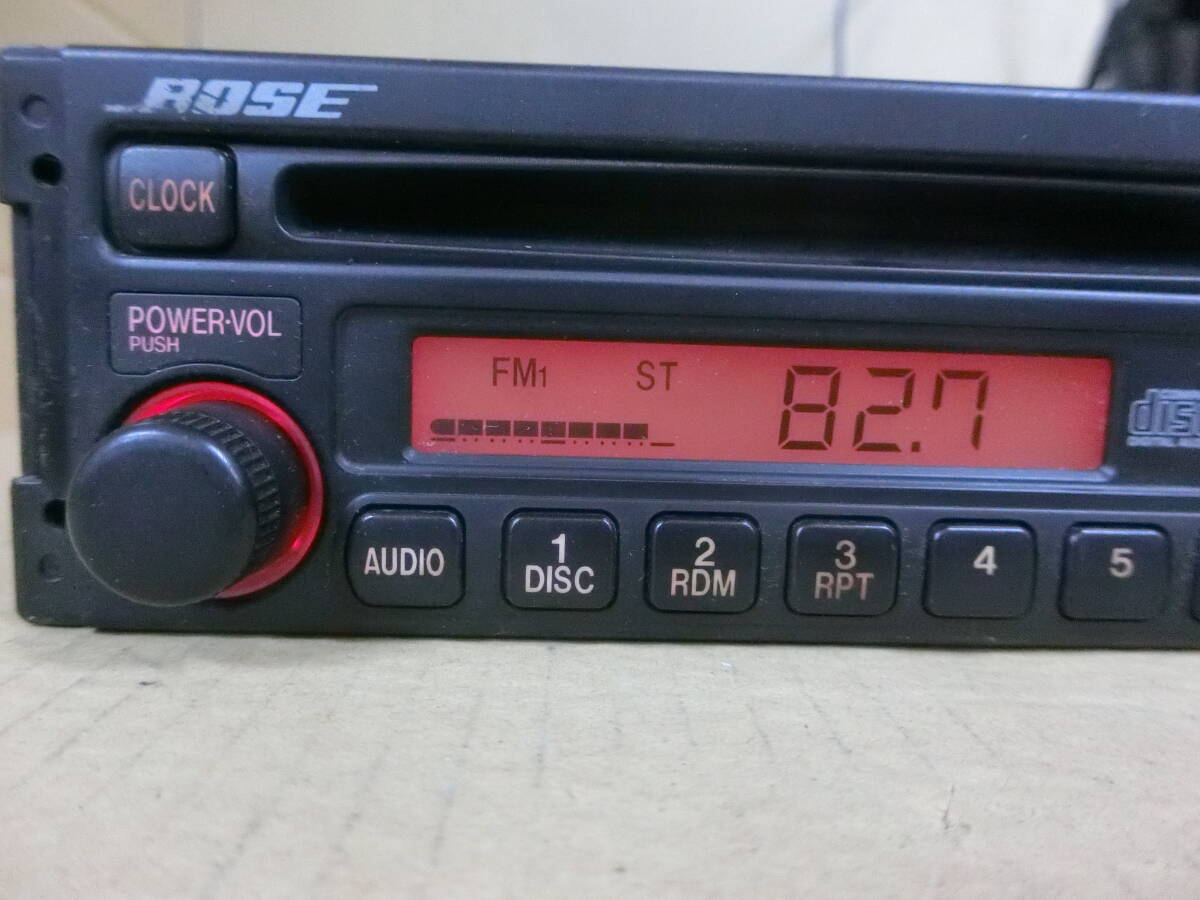 BOSE
CLOCK
POWER·VOL
PUSH
FM1 ST 82.7
AUDIO
1
DISC
2
RDM
3
RPT
4
5